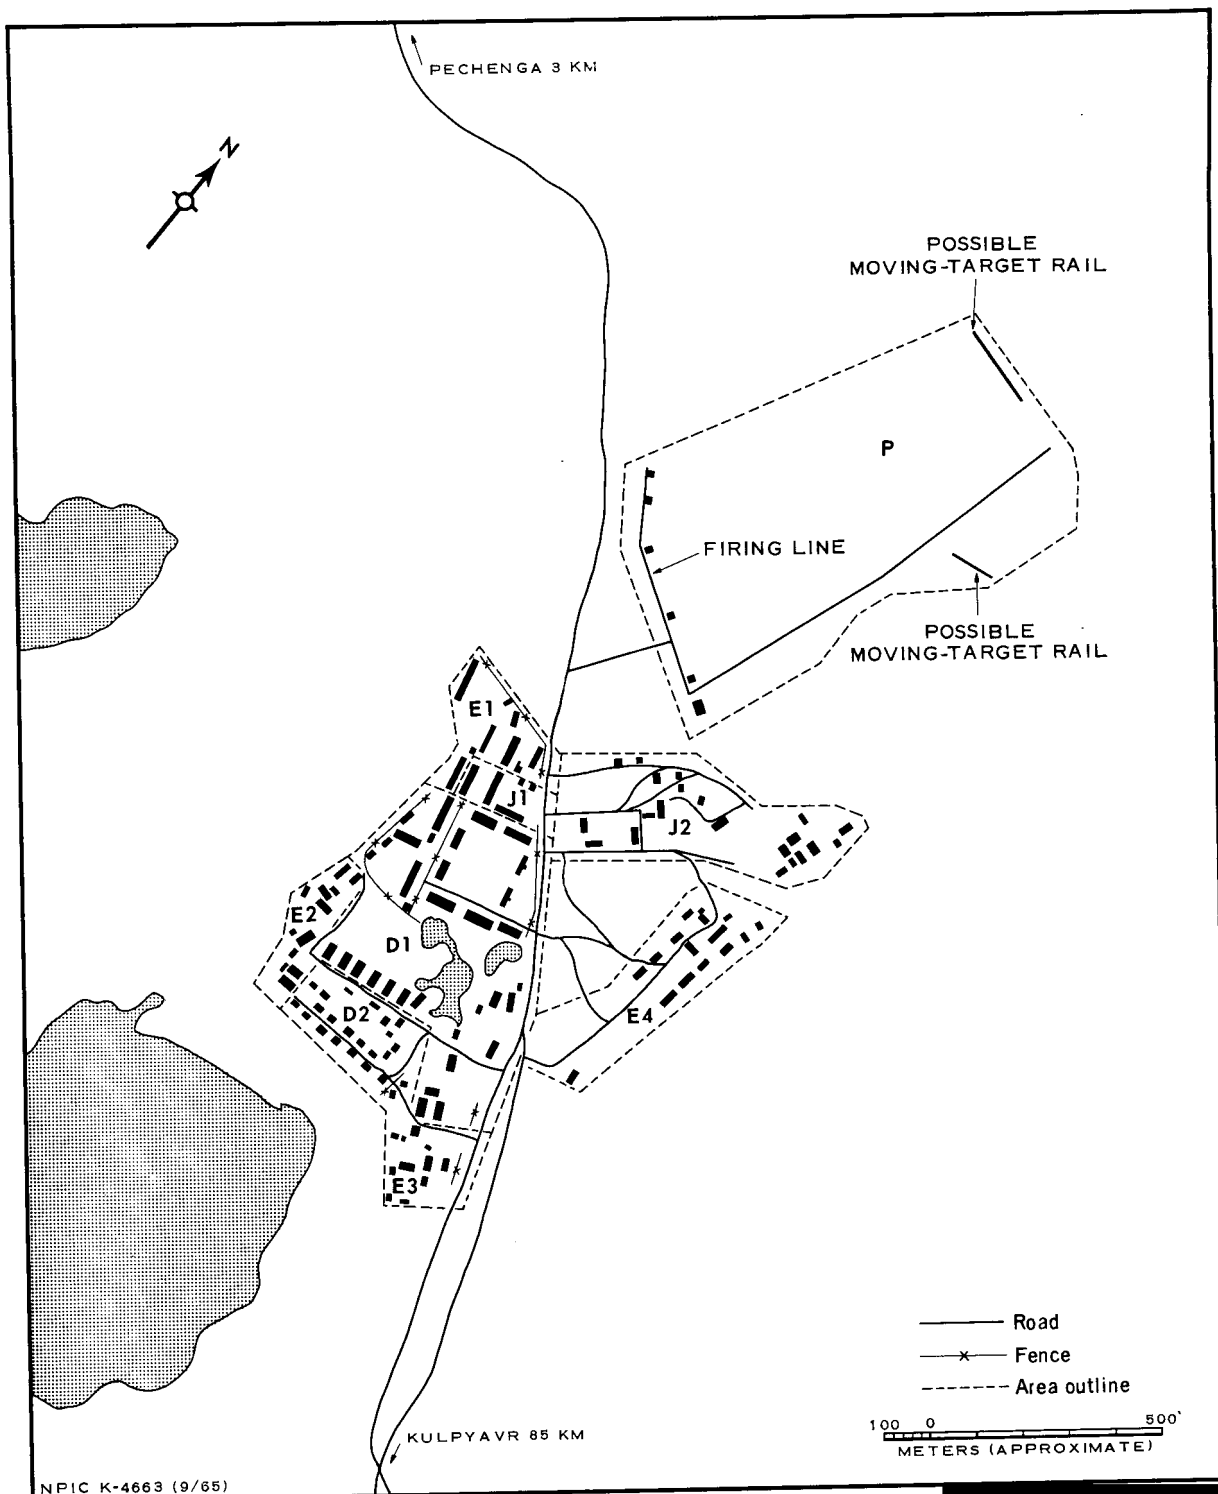 PECHENGA 3 KM
N
POSSIBLE
MOVING-TARGET RAIL
P
FIRING LINE
POSSIBLE
MOVING-TARGET RAIL
E1
J1
J2
E2
D1
D2
E4
E3
Road
Fence
Area outline
100 0 500'
METERS (APPROXIMATE)
KULPYAVR 85 KM
NPIC K-4663 (9/65)